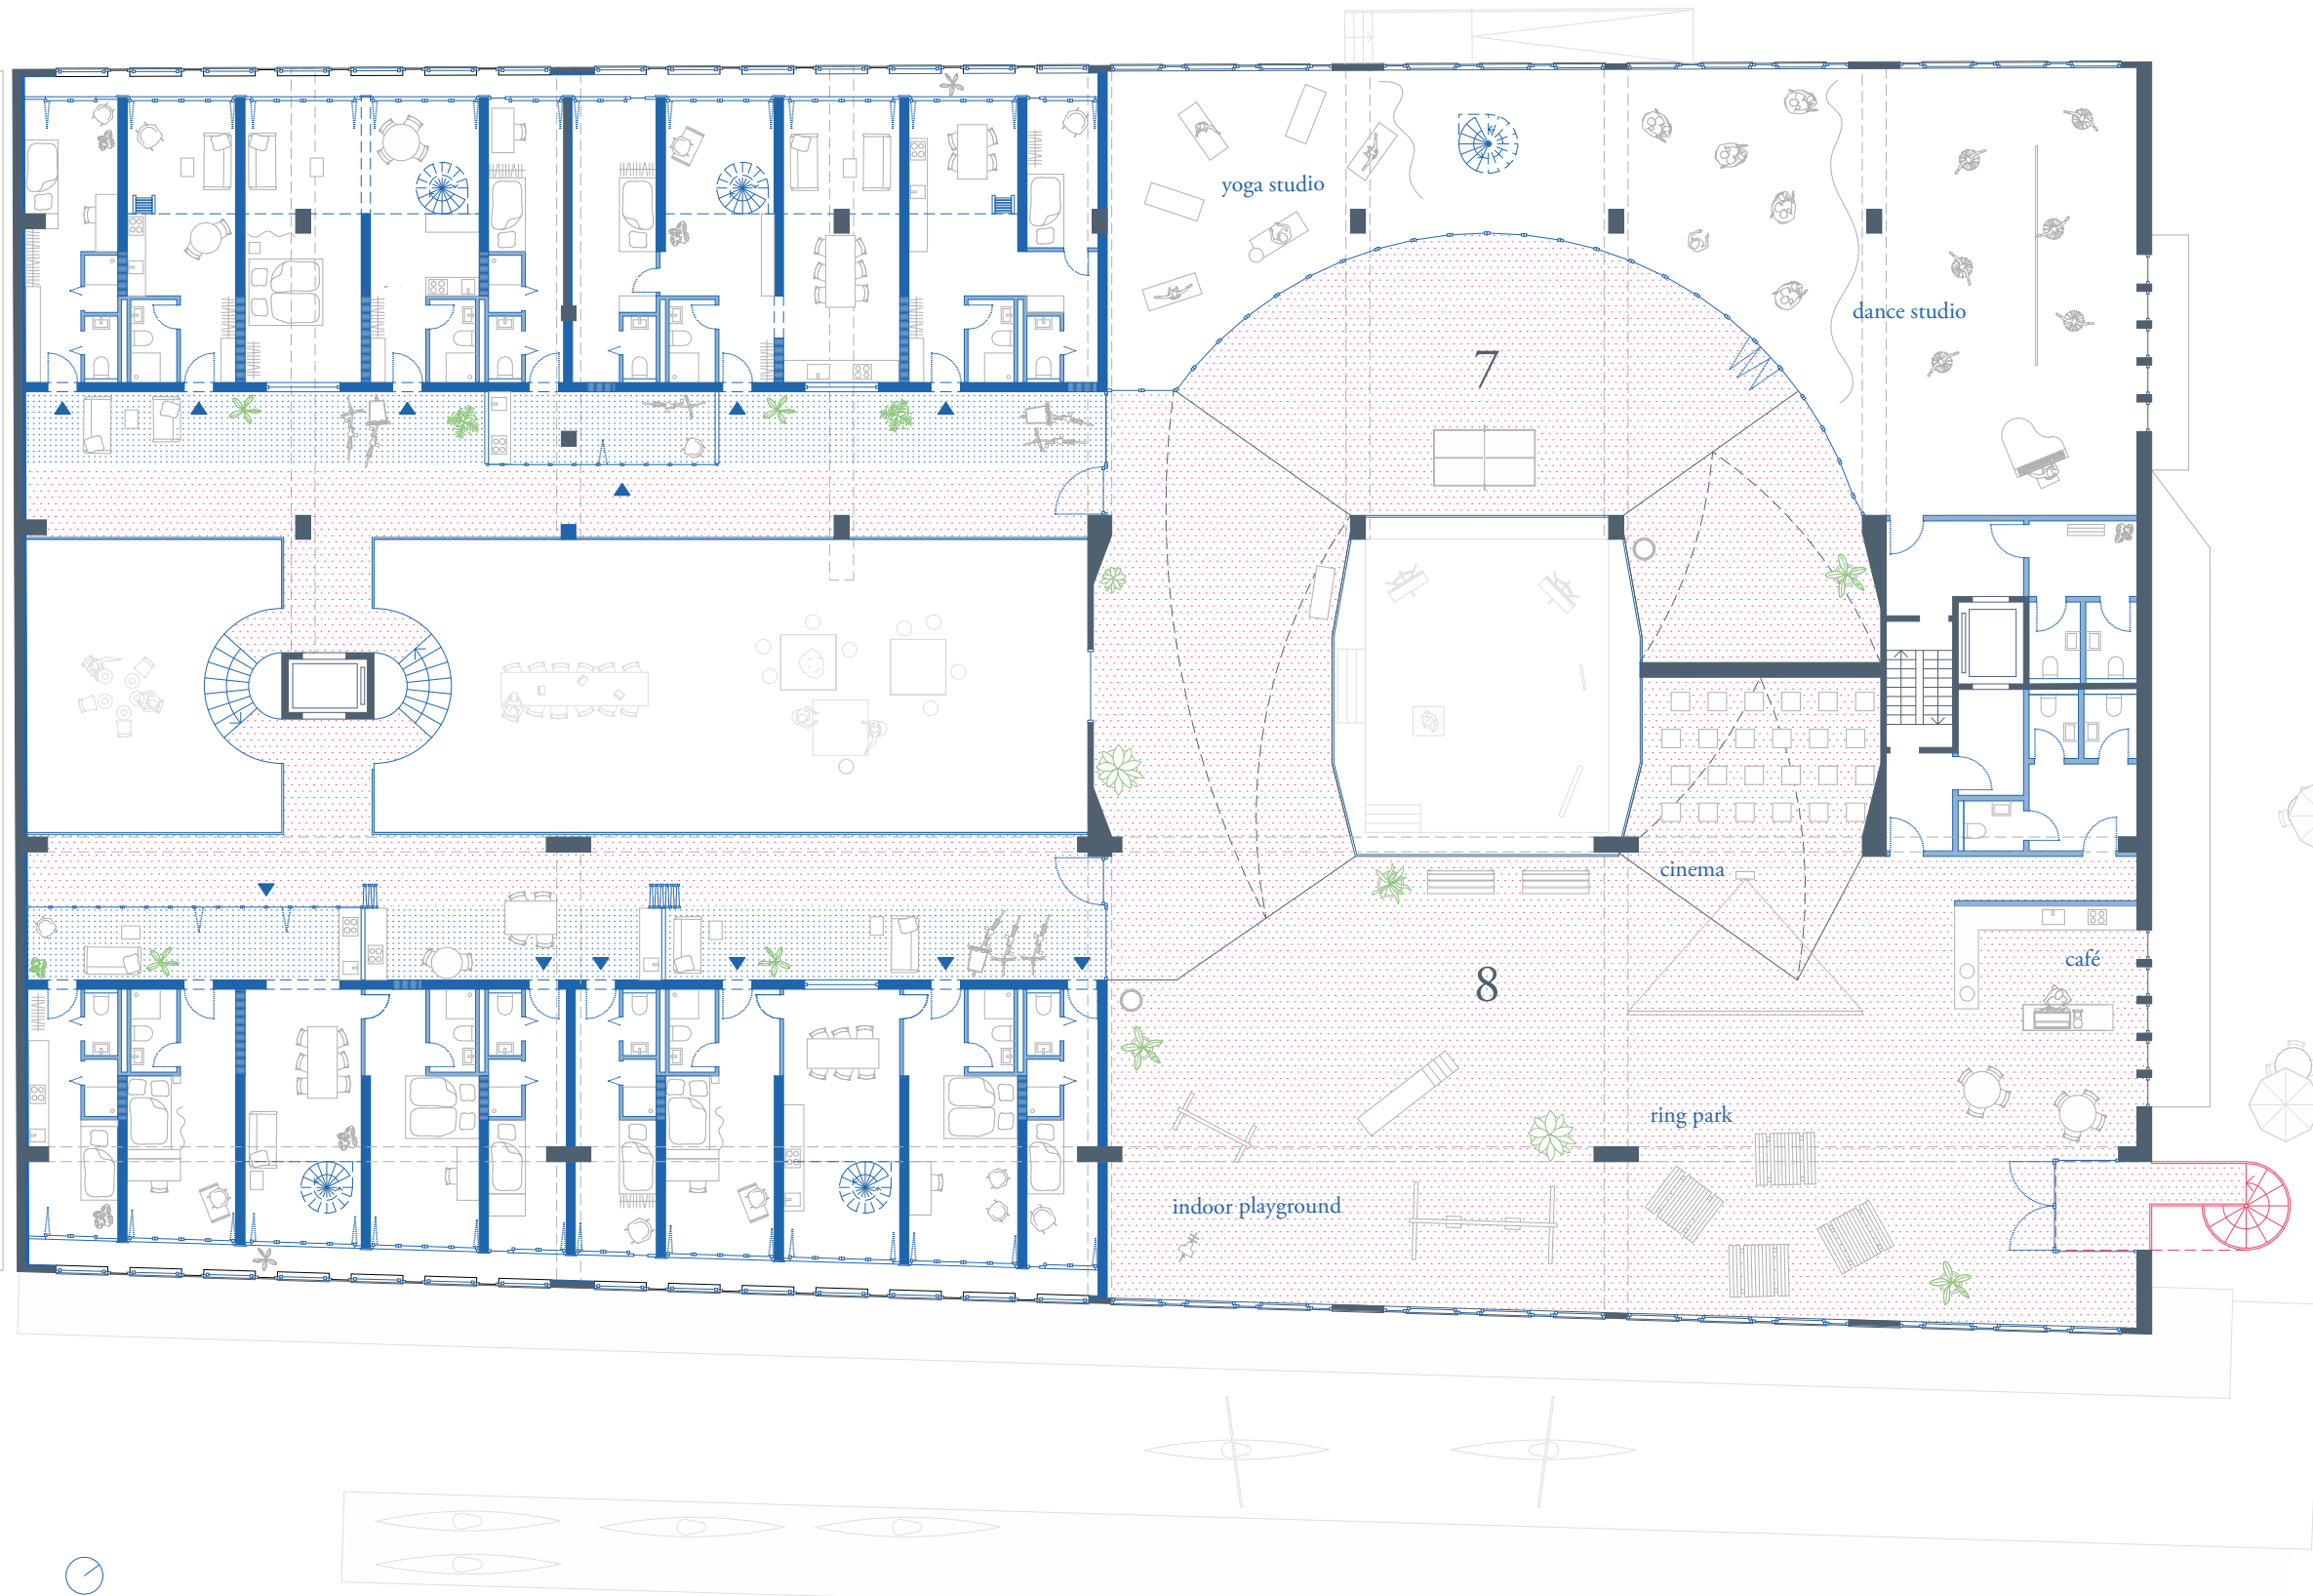 yoga studio
dance studio
7
cinema
café
8
ring park
indoor playground